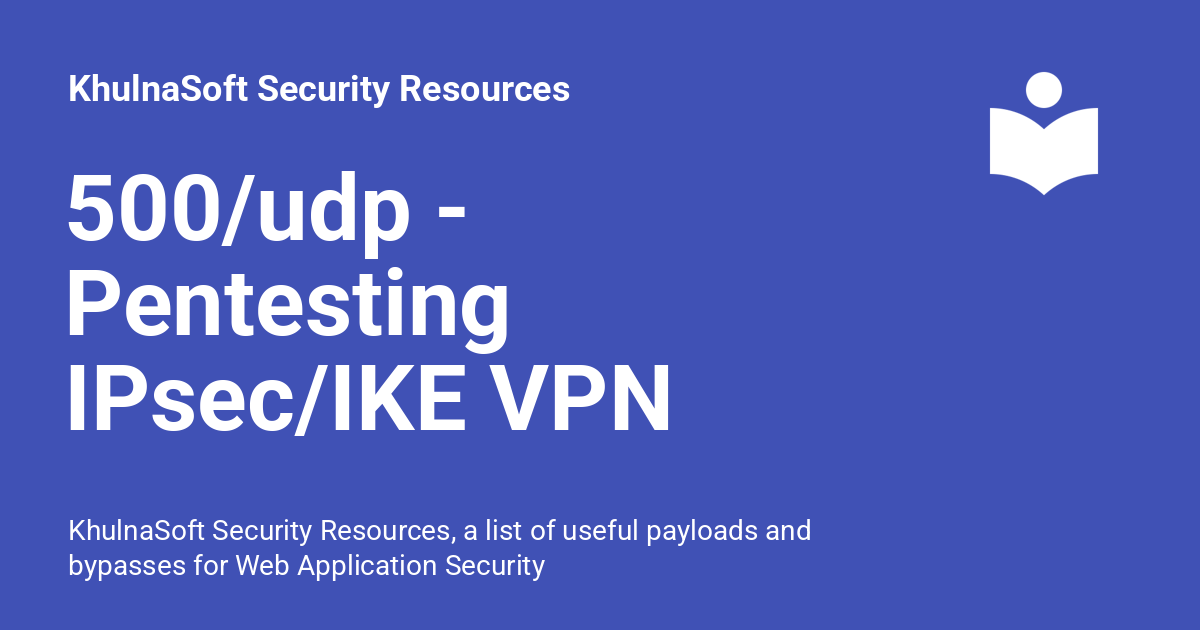 KhulnaSoft Security Resources
500/udp -
Pentesting
IPsec/IKE VPN
KhulnaSoft Security Resources, a list of useful payloads and
bypasses for Web Application Security